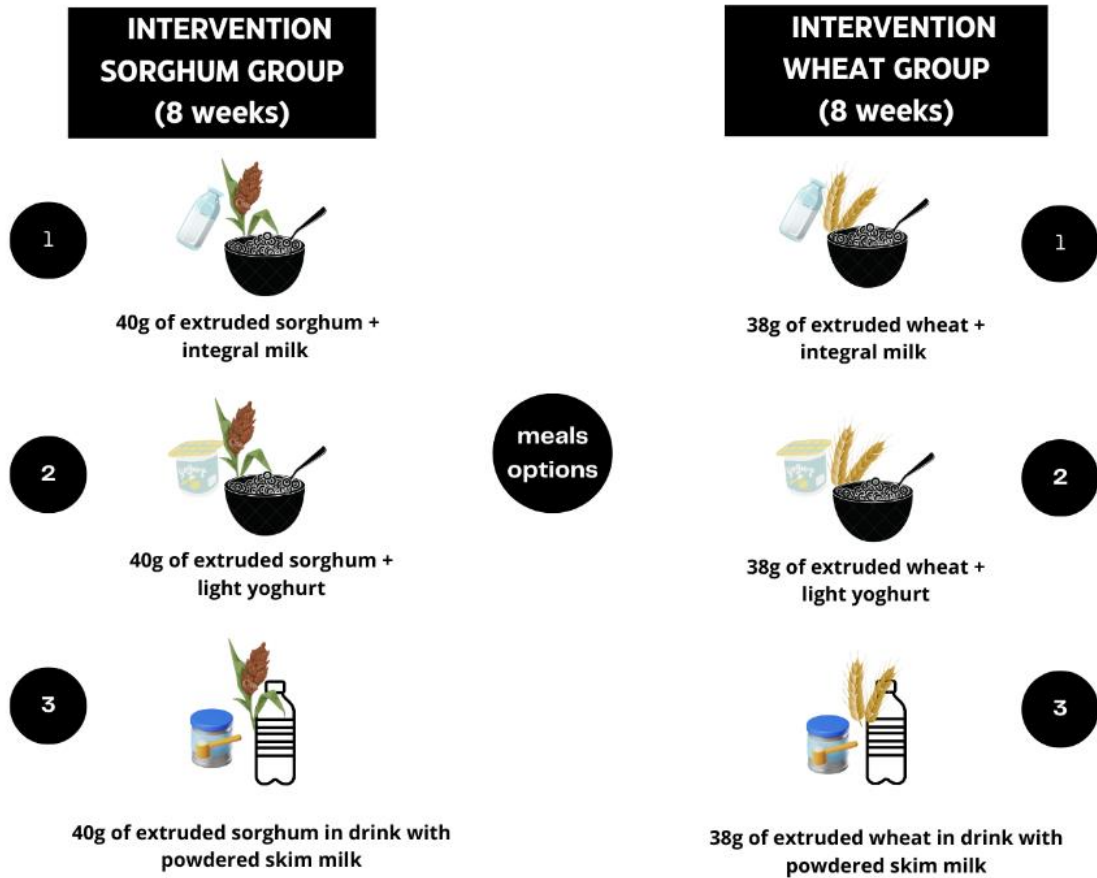 INTERVENTION
SORGHUM GROUP
(8 weeks)
1
40g of extruded sorghum +
integral milk
2
40g of extruded sorghum +
light yoghurt
3
40g of extruded sorghum in drink with
powdered skim milk
meals
options
INTERVENTION
WHEAT GROUP
(8 weeks)
1
38g of extruded wheat +
integral milk
2
38g of extruded wheat +
light yoghurt
3
38g of extruded wheat in drink with
powdered skim milk